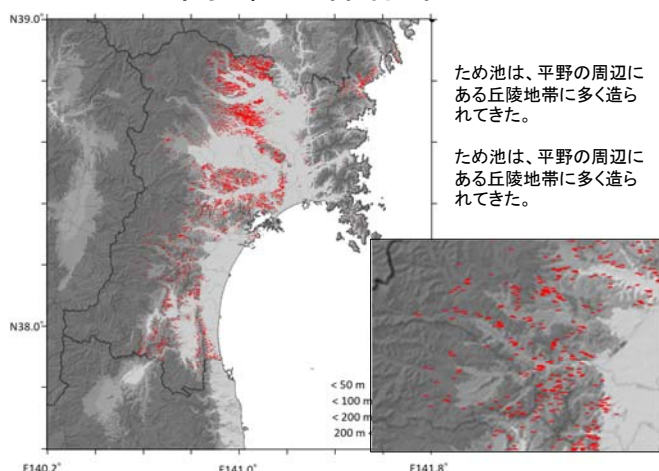 N39.0°
ため池は、平野の周辺に
ある丘陵地帯に多く造ら
れてきた。
ため池は、平野の周辺に
ある丘陵地帯に多く造ら
れてきた。
N38.0°
< 50 m
< 100 m
< 200 m
200 m <
E140.2°
E141.0°
E141.8°